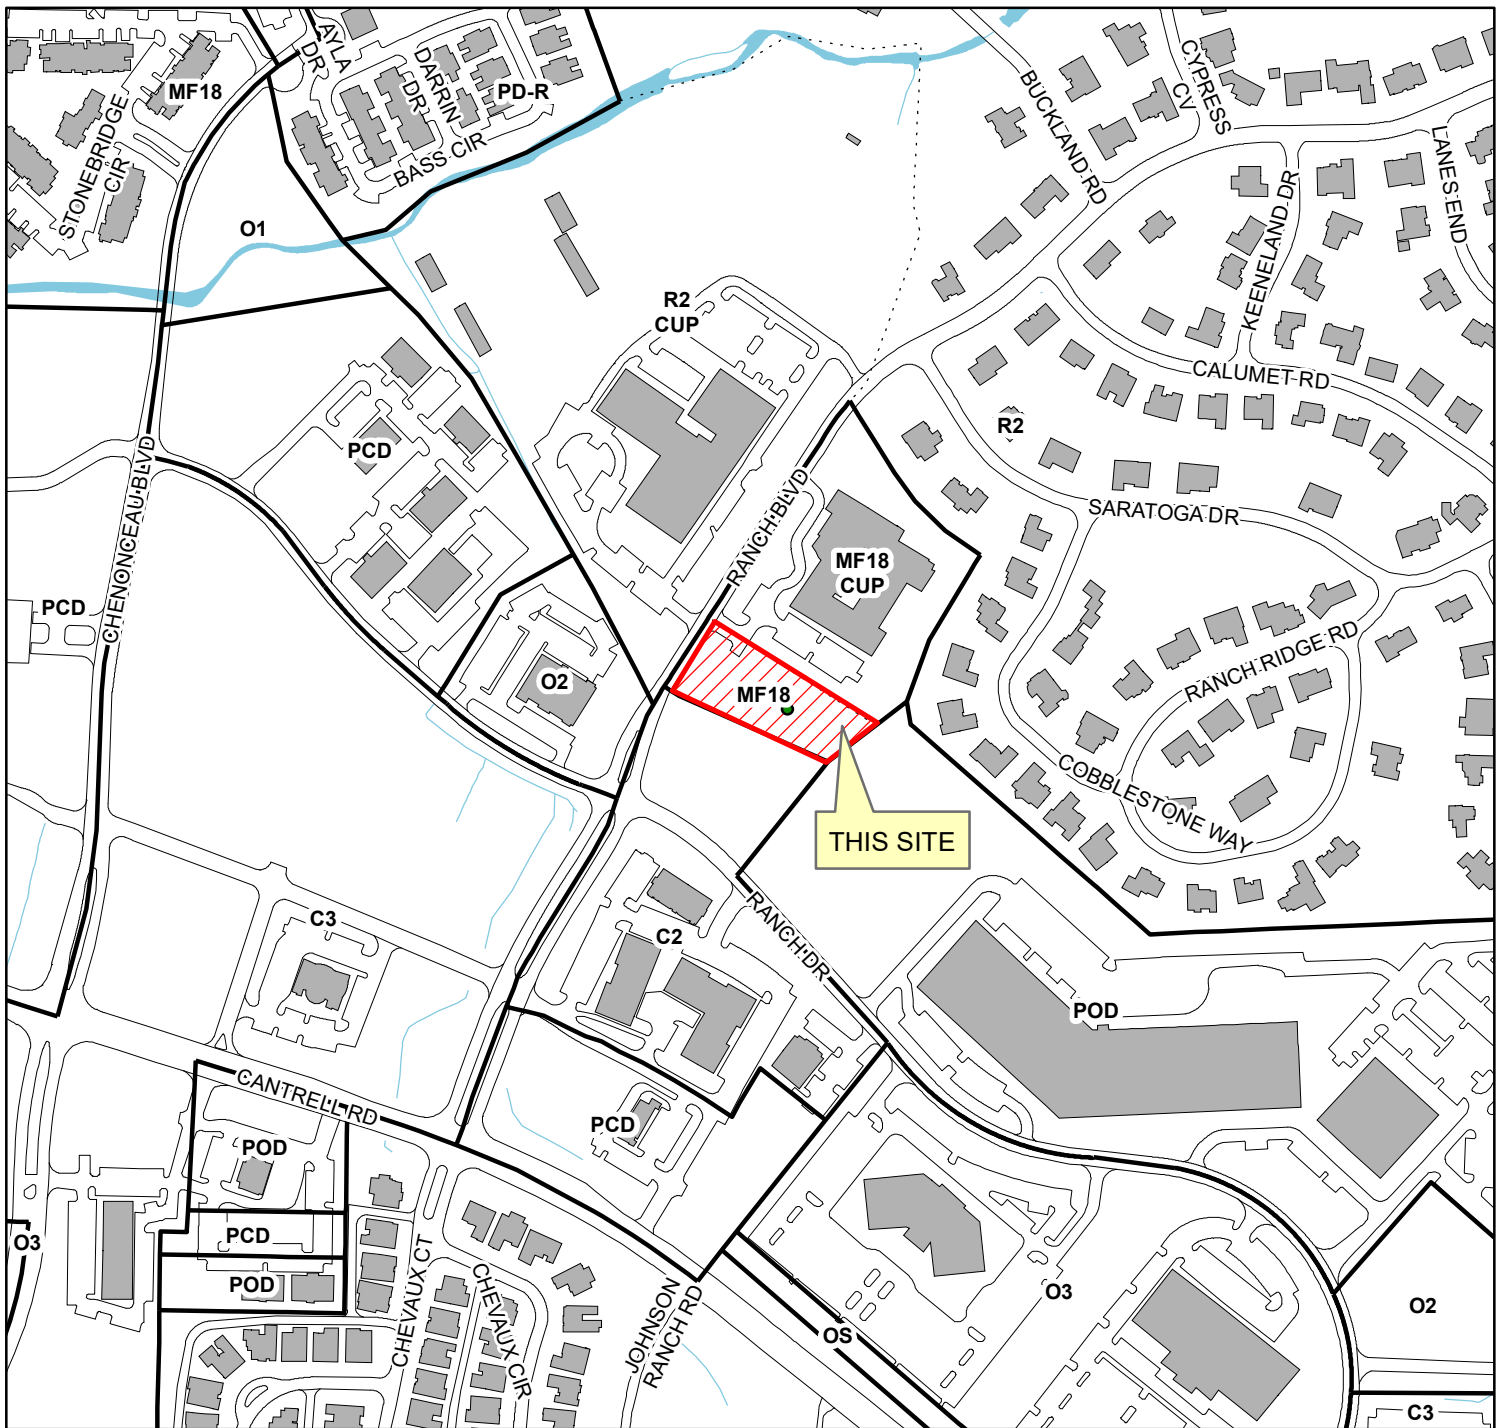 AYLA
DR
DARRIN
DR
PD-R
MF18
BASS CIR
STONEBRIDGE
CIR
O1
BUCKLAND RD
CYPRESS
CV
LANES END
KEENELAND DR
CALUMET RD
R2
CUP
R2
SARATOGA DR
PCD
CHENONCEAU BLVD
RANCH BLVD
MF18
CUP
PCD
O2
MF18
RANCH RIDGE RD
COBBLESTONE WAY
THIS SITE
C3
C2
RANCH DR
POD
CANTRELL RD
PCD
POD
PCD
POD
O3
CHEVAUX CT
CHEVAUX CIR
JOHNSON
RANCH RD
OS
O3
O2
C3